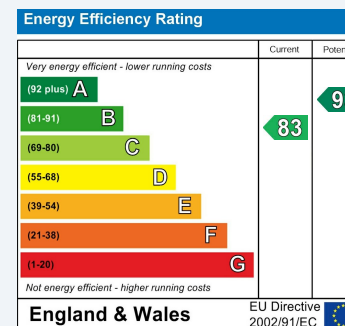 Energy Efficiency Rating
Current
Very energy efficient - lower running costs
(92 plus) A
(81-91) B
83
(69-80) C
(55-68) D
(39-54) E
(21-38) F
(1-20) G
Not energy efficient - higher running costs
England & Wales
EU Directive
2002/91/EC